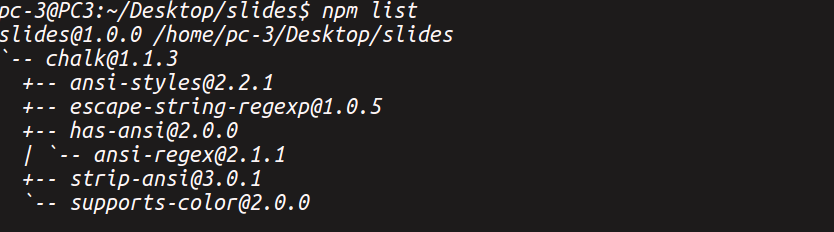 pc-3@PC3:~/Desktop/slides$ npm list
slides@1.0.0 /home/pc-3/Desktop/slides
`-- chalk@1.1.3
  +-- ansi-styles@2.2.1
  +-- escape-string-regexp@1.0.5
  +-- has-ansi@2.0.0
  | `-- ansi-regex@2.1.1
  +-- strip-ansi@3.0.1
  `-- supports-color@2.0.0